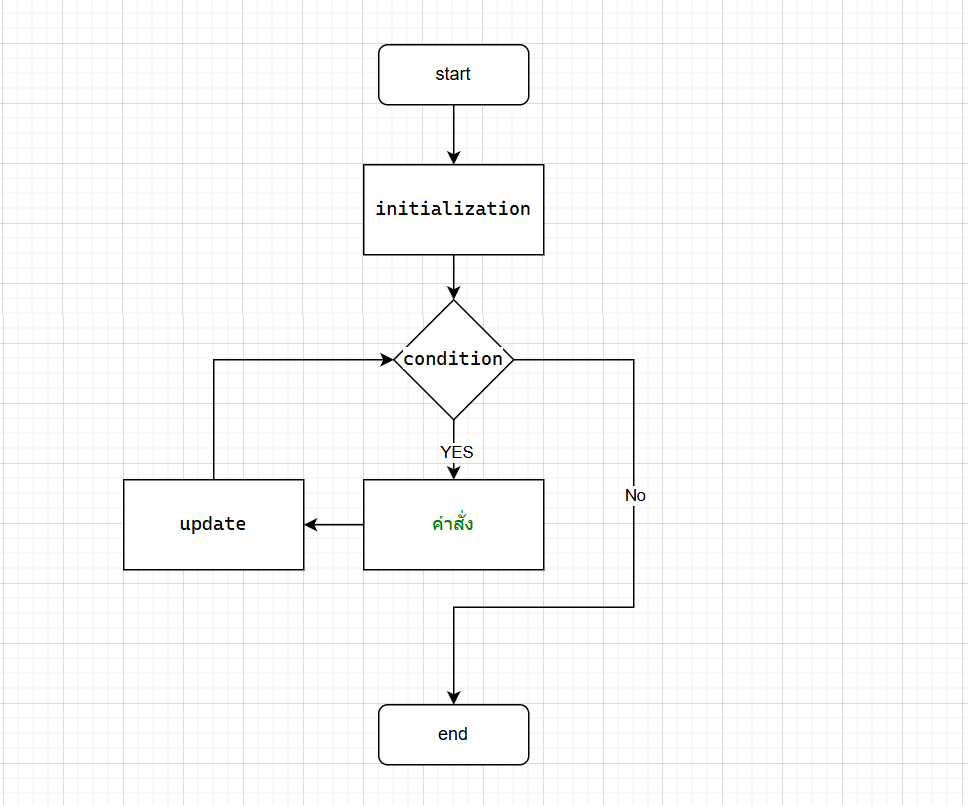 start
initialization
condition
YES
No
update
คำสั่ง
end